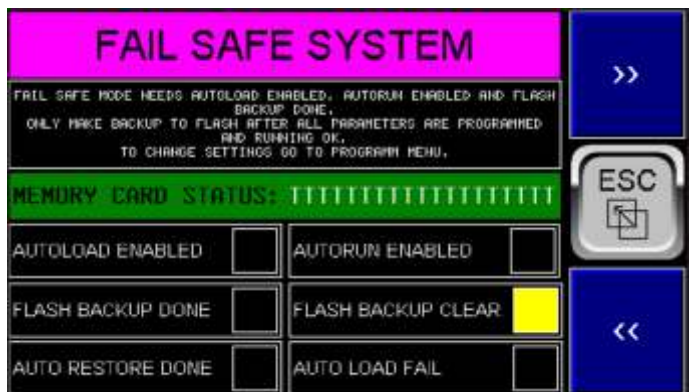 FAIL SAFE SYSTEM
FAIL SAFE MODE NEEDS AUTOLOAD ENABLED, AUTORUN ENABLED AND FLASH
BACKUP DONE.
ONLY MAKE BACKUP TO FLASH AFTER ALL PARAMETERS ARE PROGRAMMED
AND RUNNING OK.
TO CHANGE SETTINGS GO TO PROGRAMM MENU.
MEMORY CARD STATUS: TTTTTTTTTTTTTTTTTTTT
AUTOLOAD ENABLED
AUTORUN ENABLED
FLASH BACKUP DONE
FLASH BACKUP CLEAR
AUTO RESTORE DONE
AUTO LOAD FAIL
>>
ESC
<<